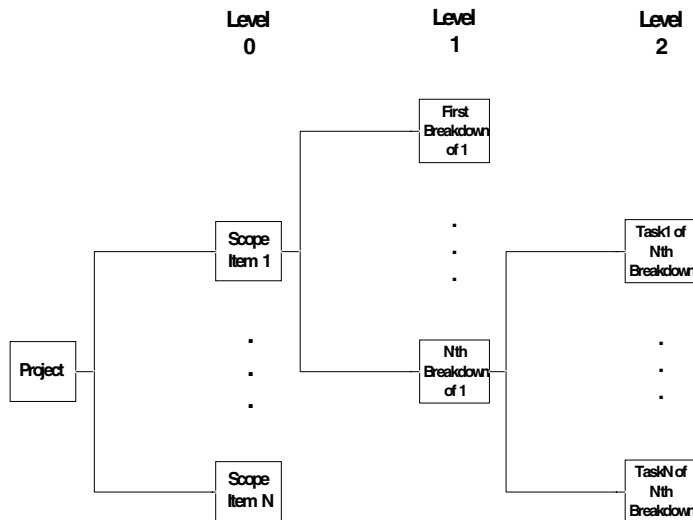 Level
0
Level
1
Level
2
First
Breakdown
of 1
Scope
Item 1
Task1 of
Nth
Breakdown
Project
Nth
Breakdown
of 1
Scope
Item N
TaskN of
Nth
Breakdown